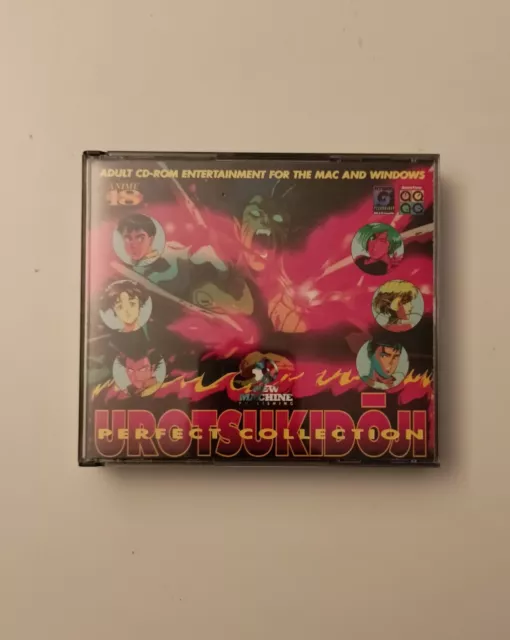 ADULT CD-ROM ENTERTAINMENT FOR THE MAC AND WINDOWS
ANIME
18
NEW
MACHINE
PUBLISHING
UROTSUKIDŌJI
PERFECT COLLECTION